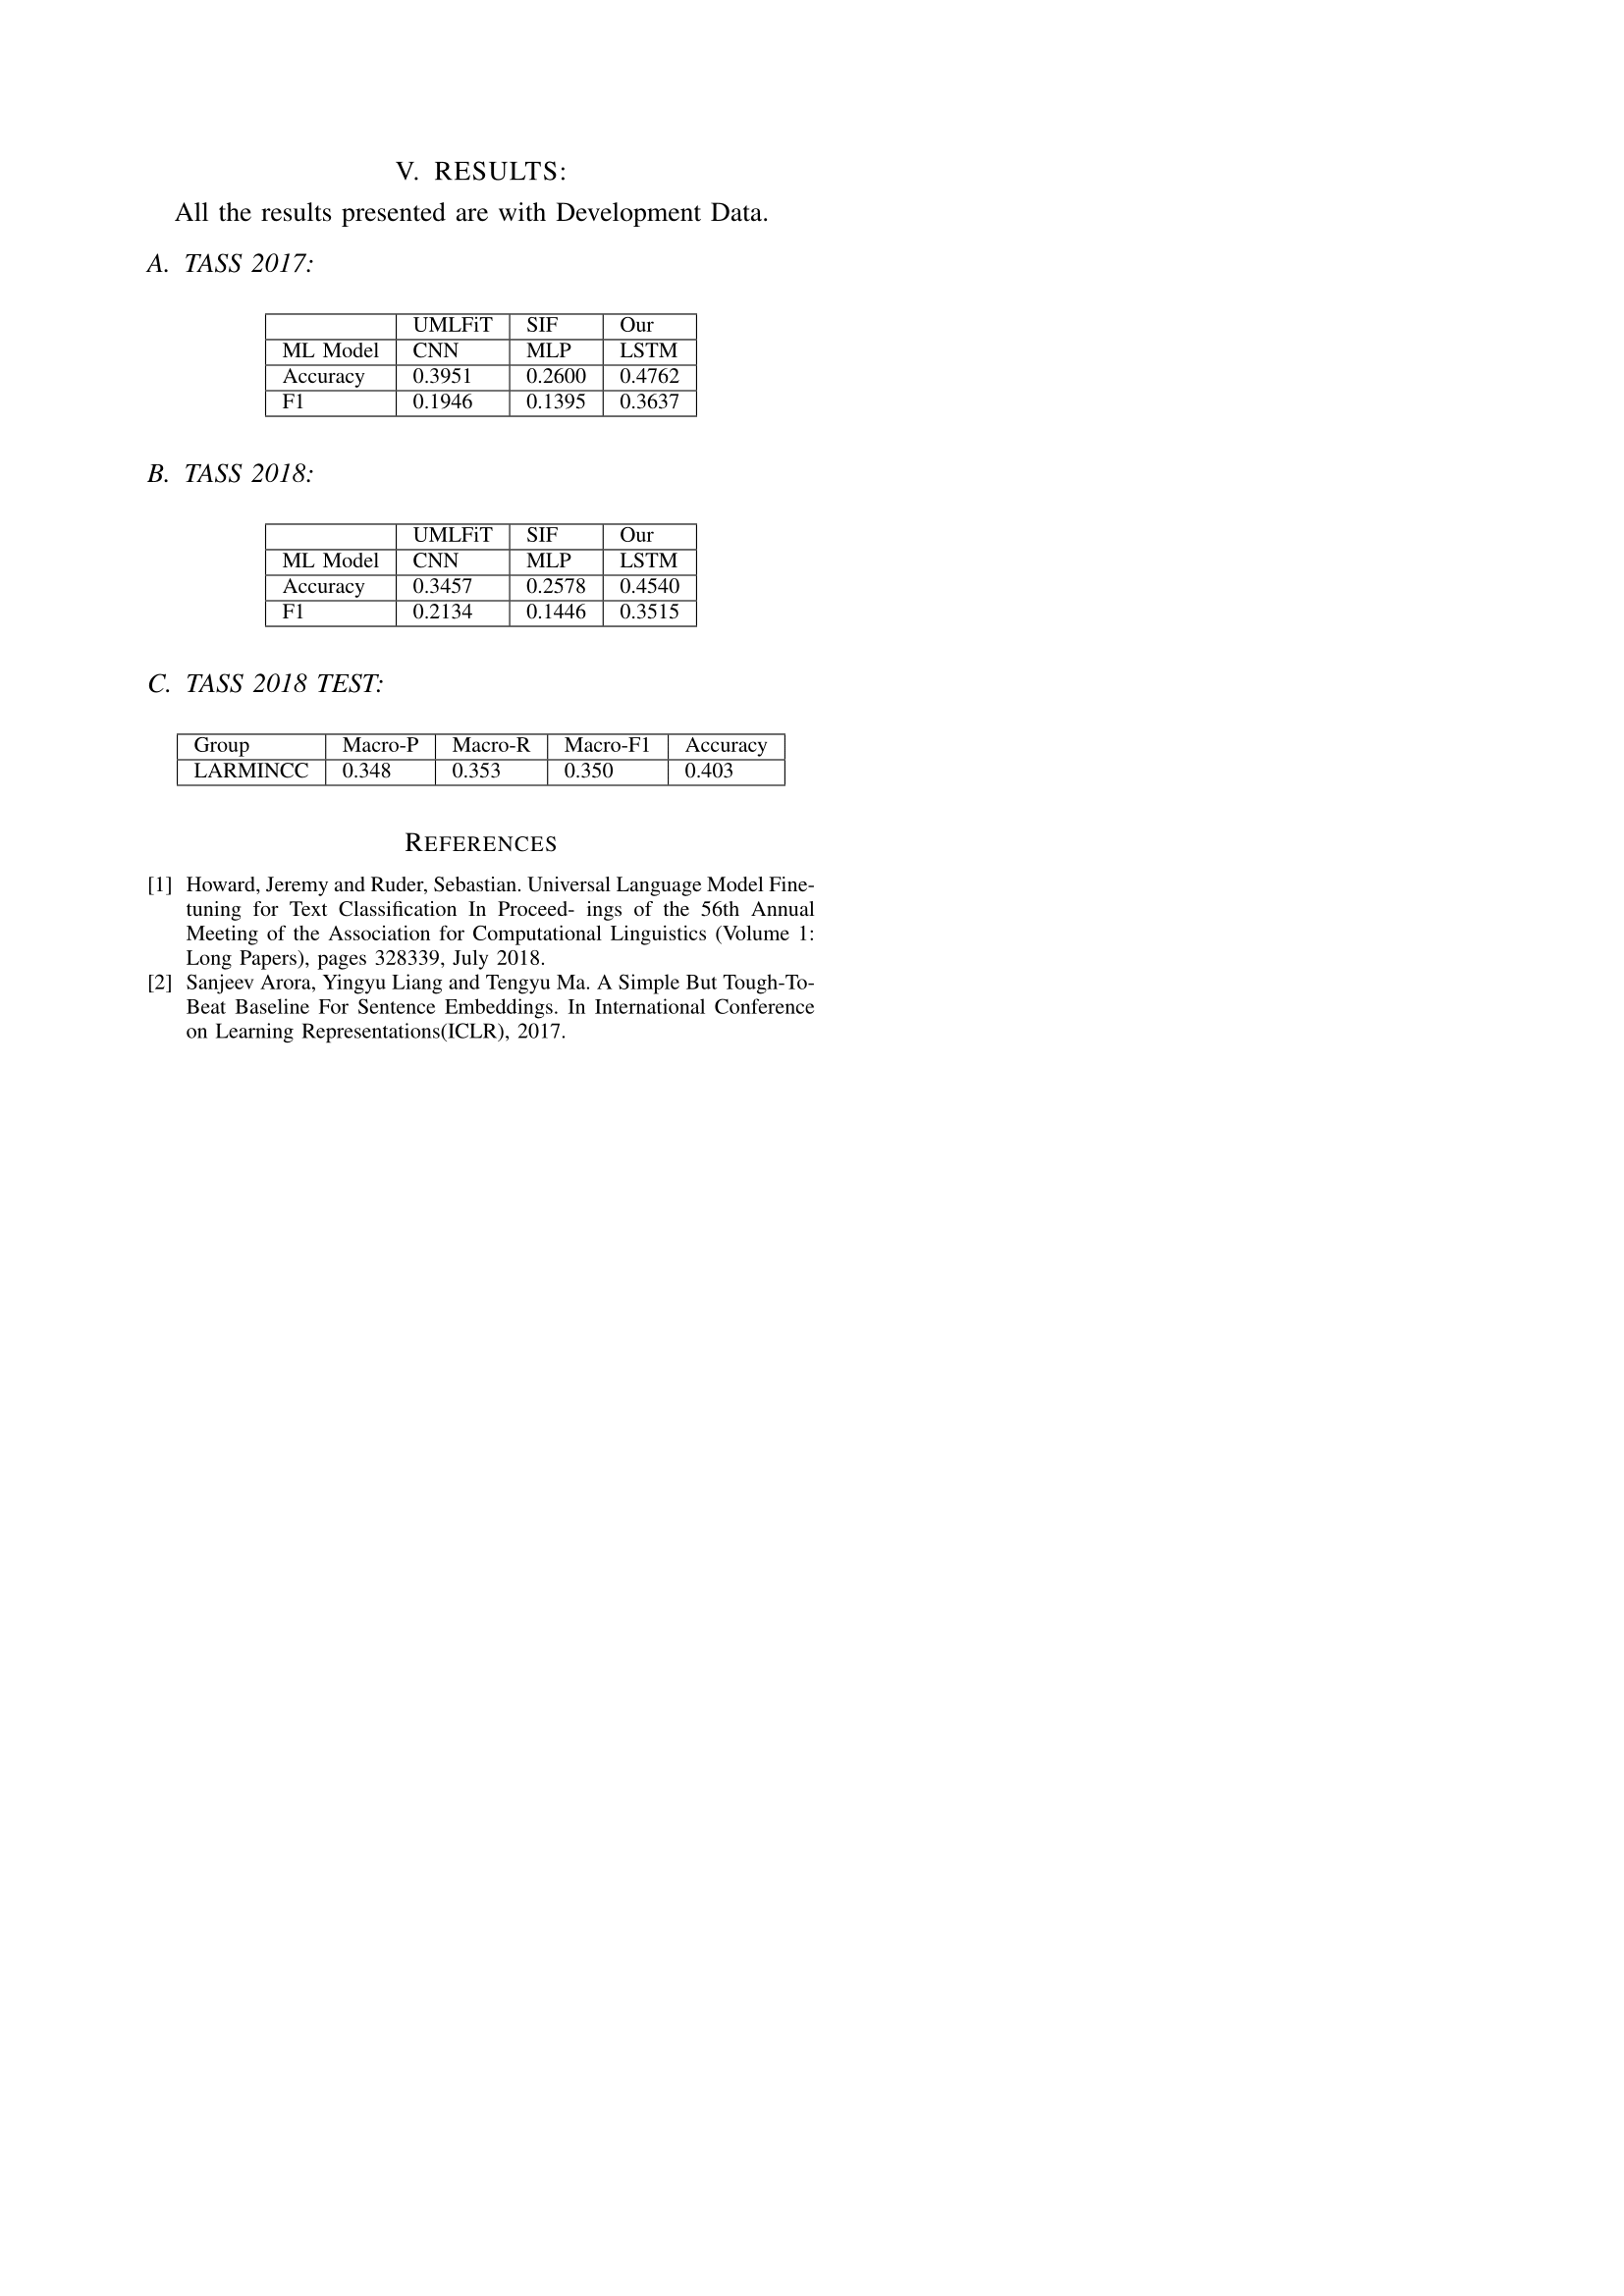 V. RESULTS:
All the results presented are with Development Data.
A. TASS 2017:
UMLFiT SIF Our
ML Model CNN MLP LSTM
Accuracy 0.3951 0.2600 0.4762
F1 0.1946 0.1395 0.3637
B. TASS 2018:
UMLFiT SIF Our
ML Model CNN MLP LSTM
Accuracy 0.3457 0.2578 0.4540
F1 0.2134 0.1446 0.3515
C. TASS 2018 TEST:
Group Macro-P Macro-R Macro-F1 Accuracy
LARMINCC 0.348 0.353 0.350 0.403
REFERENCES
[1] Howard, Jeremy and Ruder, Sebastian. Universal Language Model Fine-
tuning for Text Classification In Proceed- ings of the 56th Annual
Meeting of the Association for Computational Linguistics (Volume 1:
Long Papers), pages 328339, July 2018.
[2] Sanjeev Arora, Yingyu Liang and Tengyu Ma. A Simple But Tough-To-
Beat Baseline For Sentence Embeddings. In International Conference
on Learning Representations(ICLR), 2017.